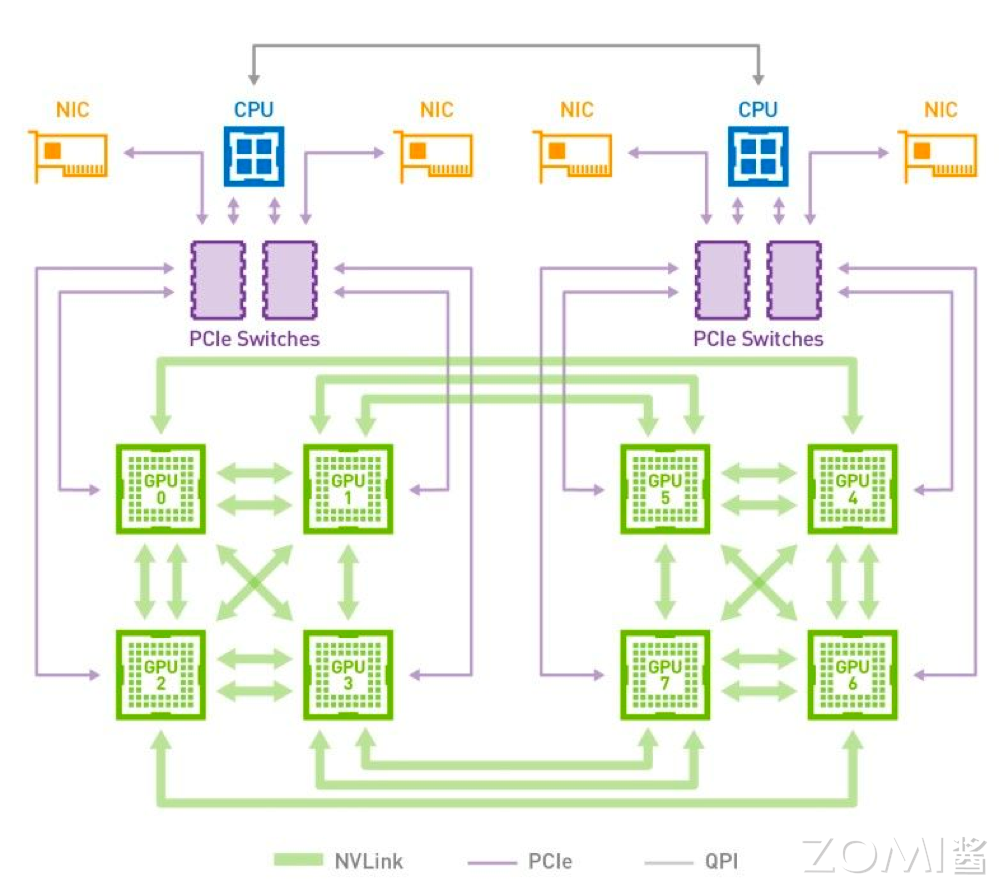 NIC
CPU
NIC
NIC
CPU
NIC
PCIe Switches
PCIe Switches
GPU
0
GPU
1
GPU
5
GPU
4
GPU
2
GPU
3
GPU
7
GPU
6
NVLink
PCIe
QPI
ZOMI酱